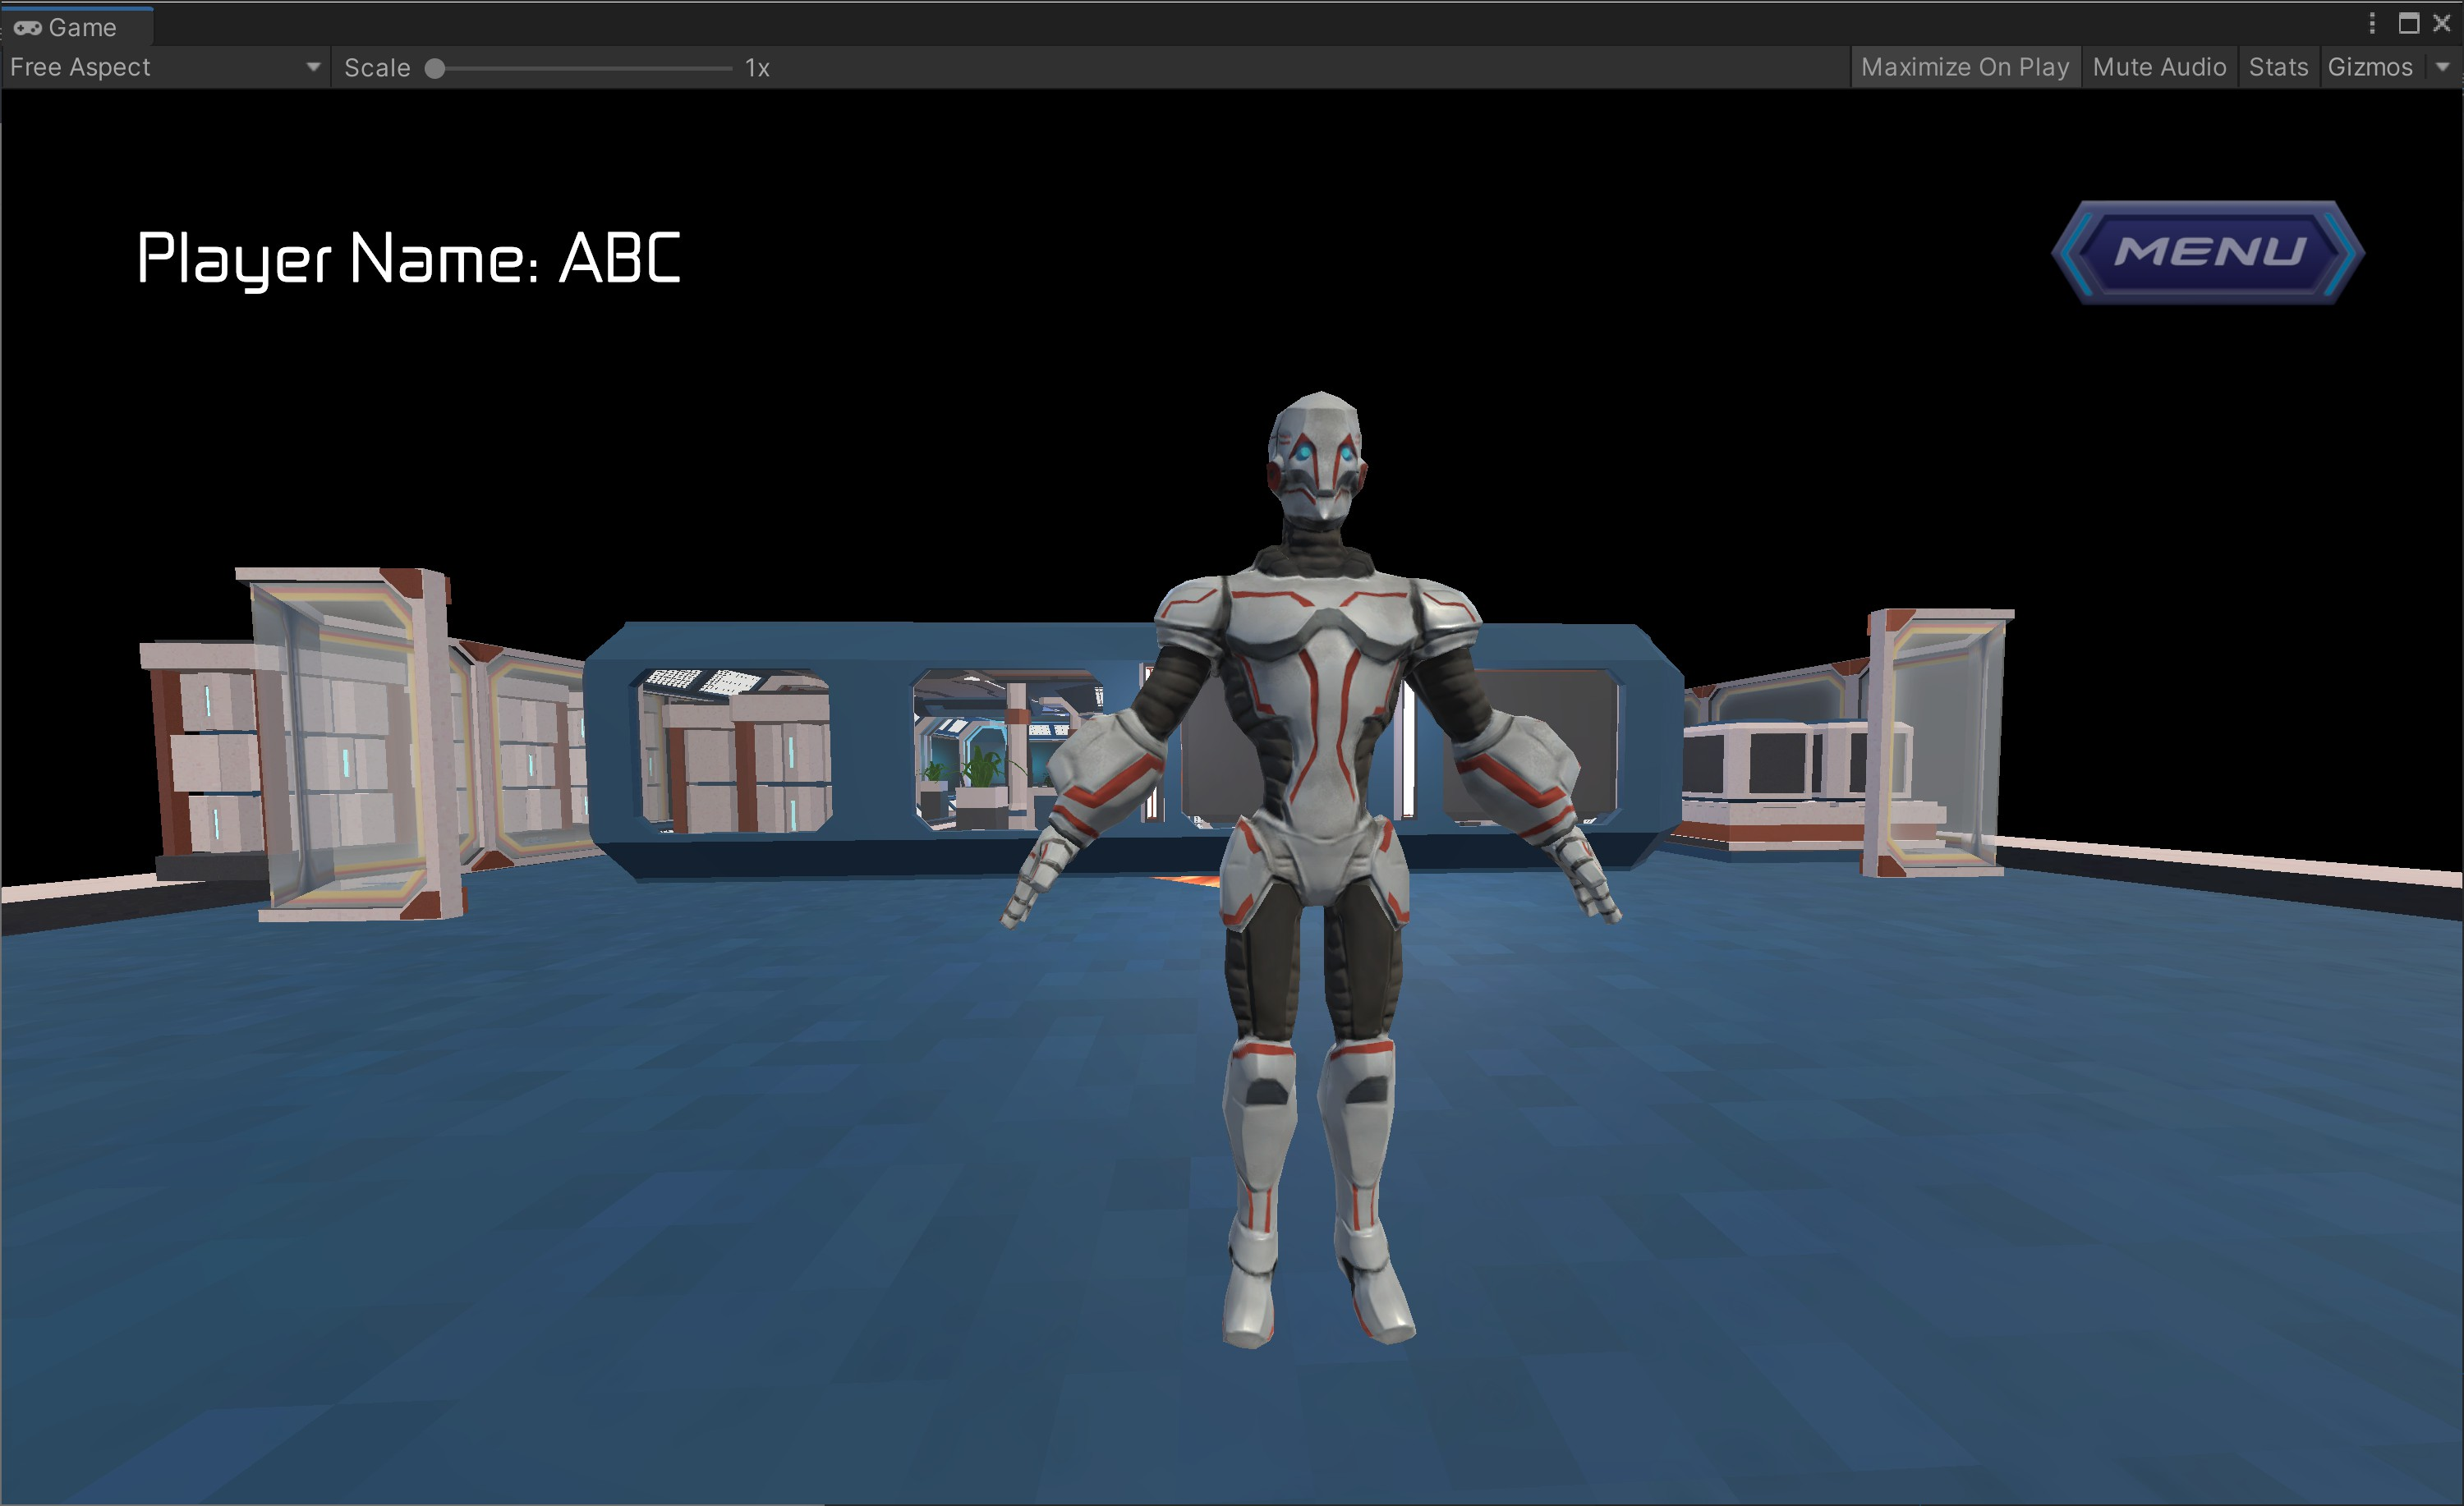 Game
Free Aspect Scale 1x Maximize On Play Mute Audio Stats Gizmos
Player Name: ABC
MENU